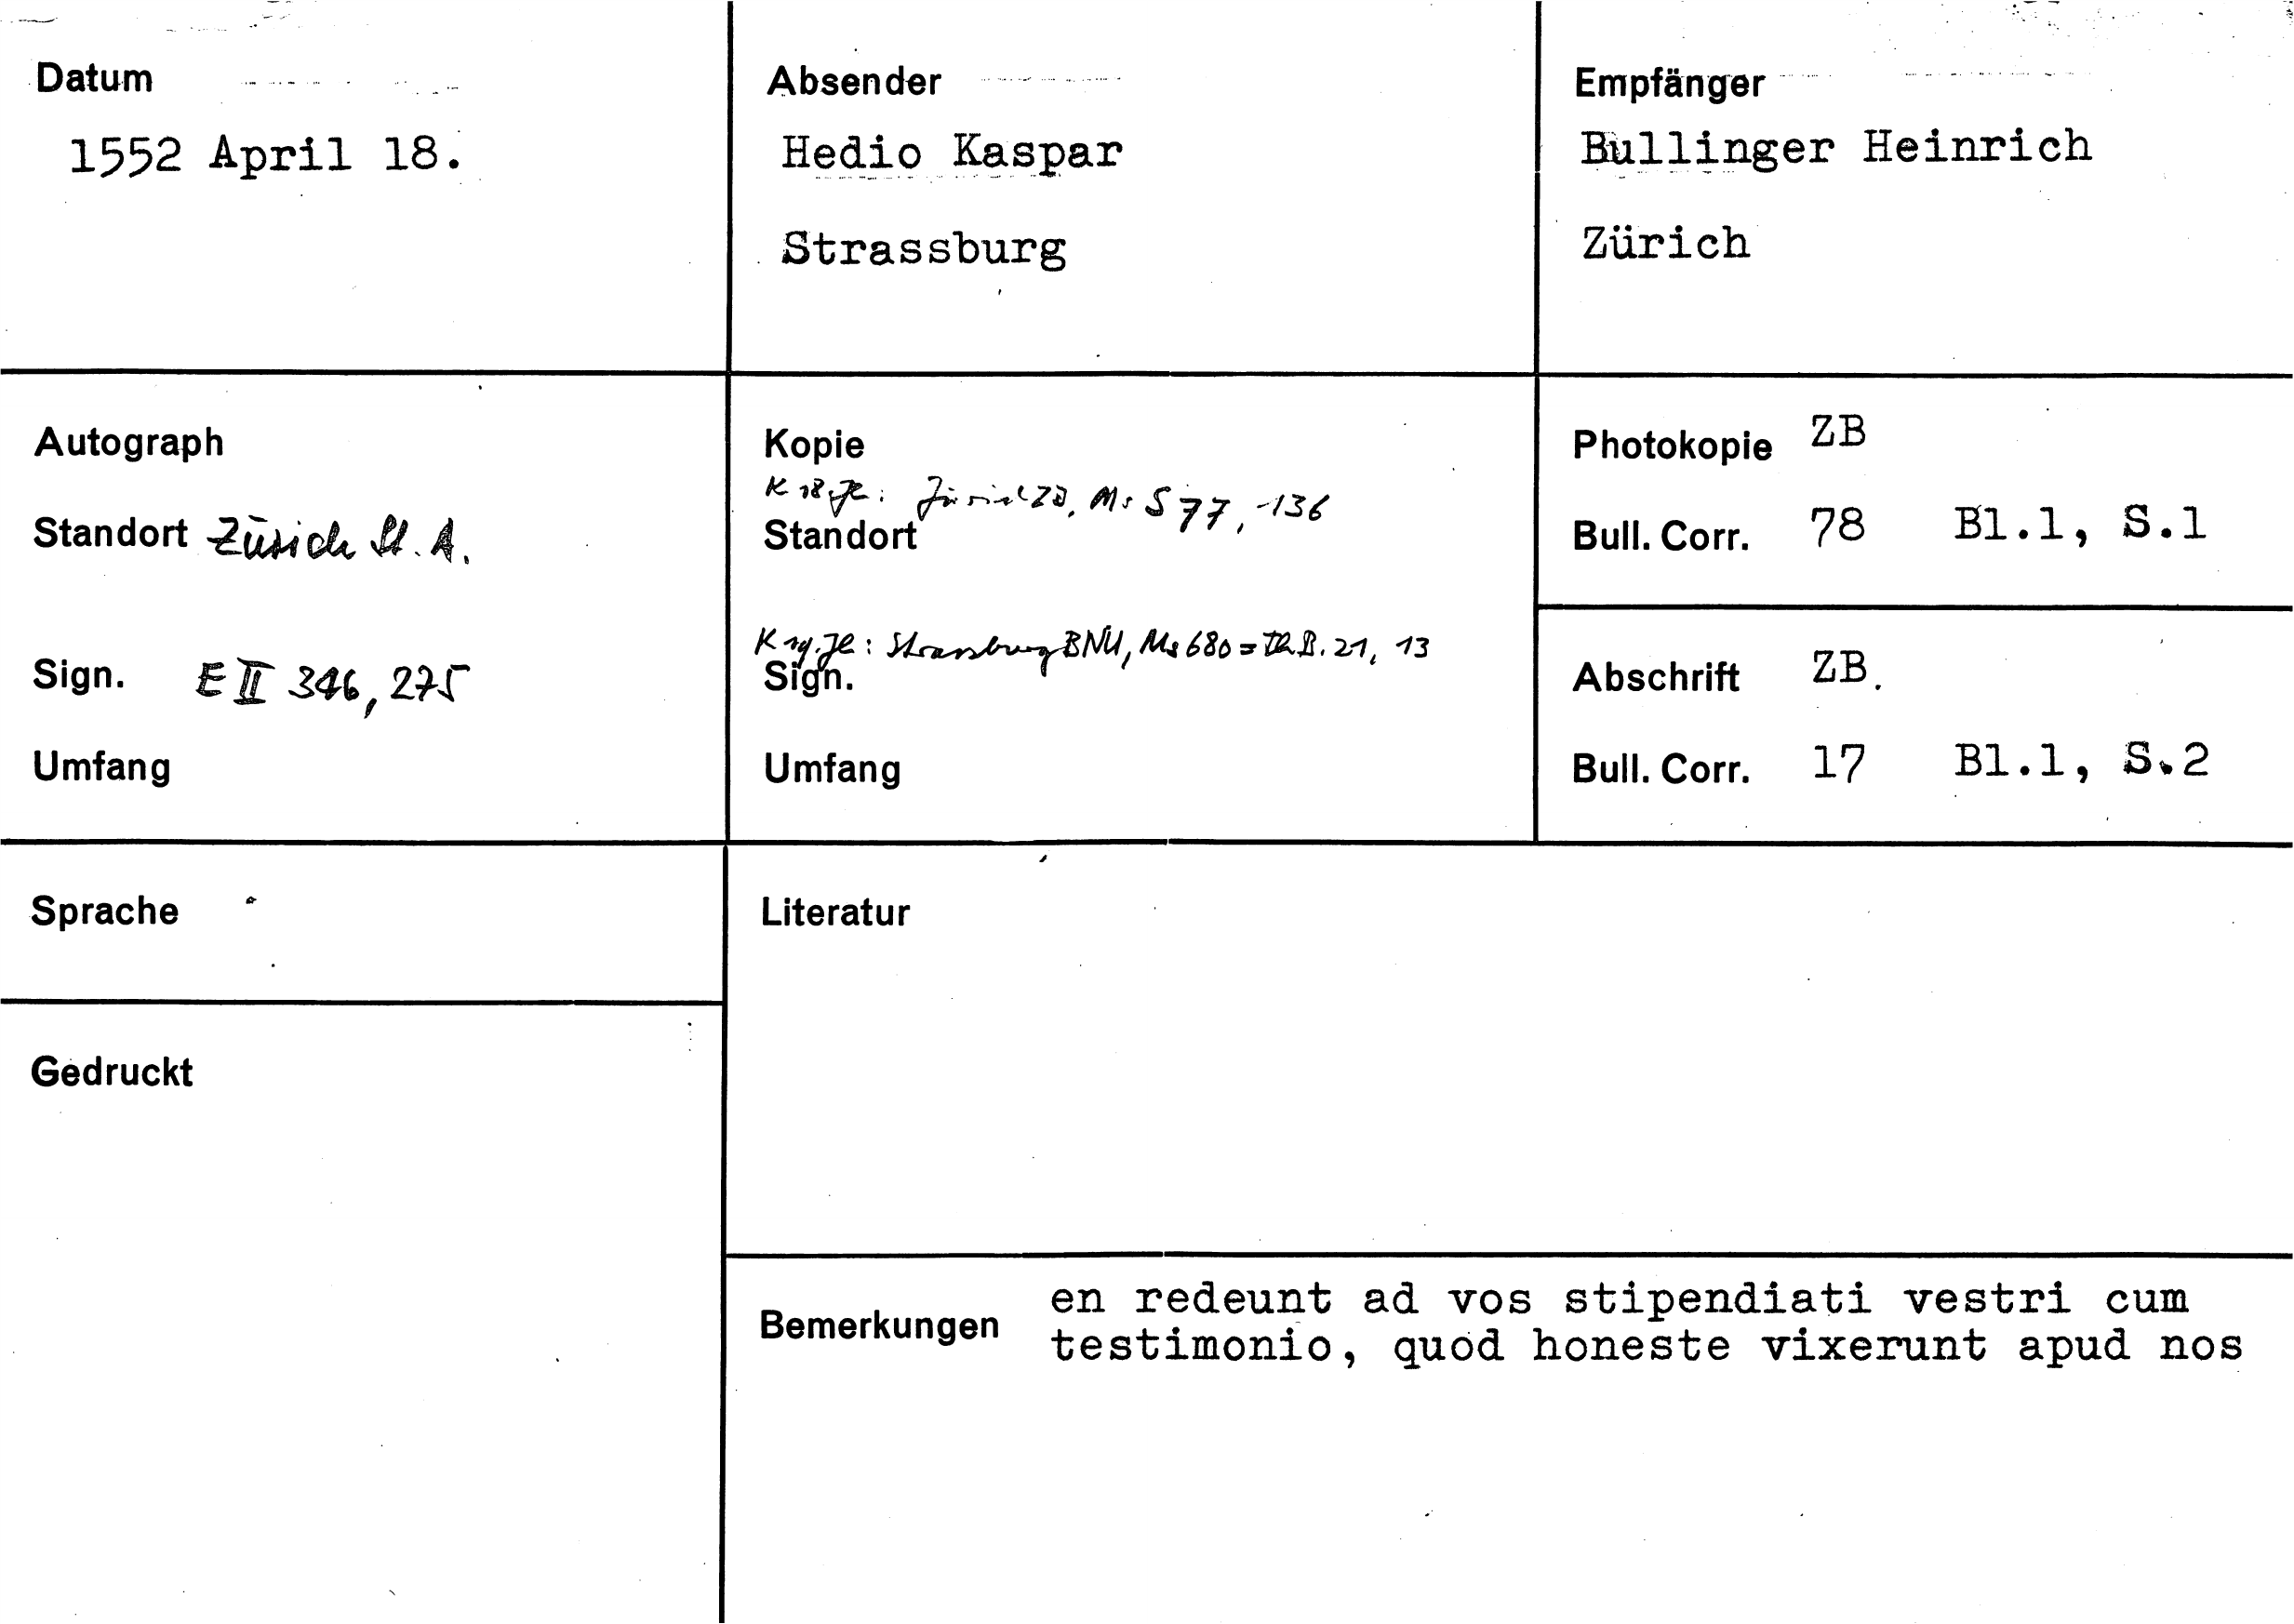 Datum
1552 April 18.
Absender
Hedio Kaspar
Strassburg
Empfänger
Bullinger Heinrich
Zürich
Autograph
Standort Zürich St. A.
Sign. E II 346, 275
Umfang
Kopie
K 18. Jh.: Zürich ZB, Ms S 77, 136
Standort
K 19. Jh.: Strassburg BNU, Ms 680 = Th. B. 21, 13
Sign.
Umfang
Photokopie ZB
Bull. Corr. 78 Bl.1, S.1
Abschrift ZB.
Bull. Corr. 17 Bl.1, S.2
Sprache
Literatur
Gedruckt
Bemerkungen
en redeunt ad vos stipendiati vestri cum
testimonio, quod honeste vixerunt apud nos